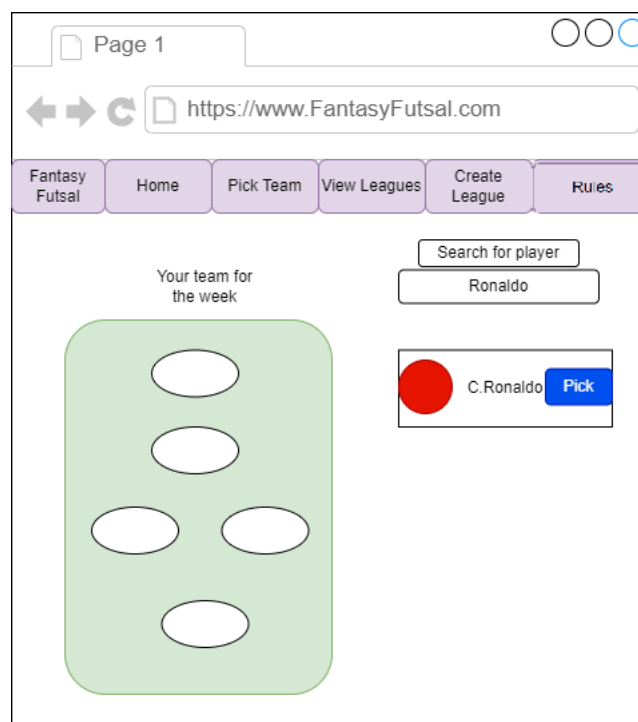 Page 1
https://www.FantasyFutsal.com
Fantasy
Futsal
Home
Pick Team
View Leagues
Create
League
Rules
Search for player
Ronaldo
Your team for
the week
C.Ronaldo
Pick